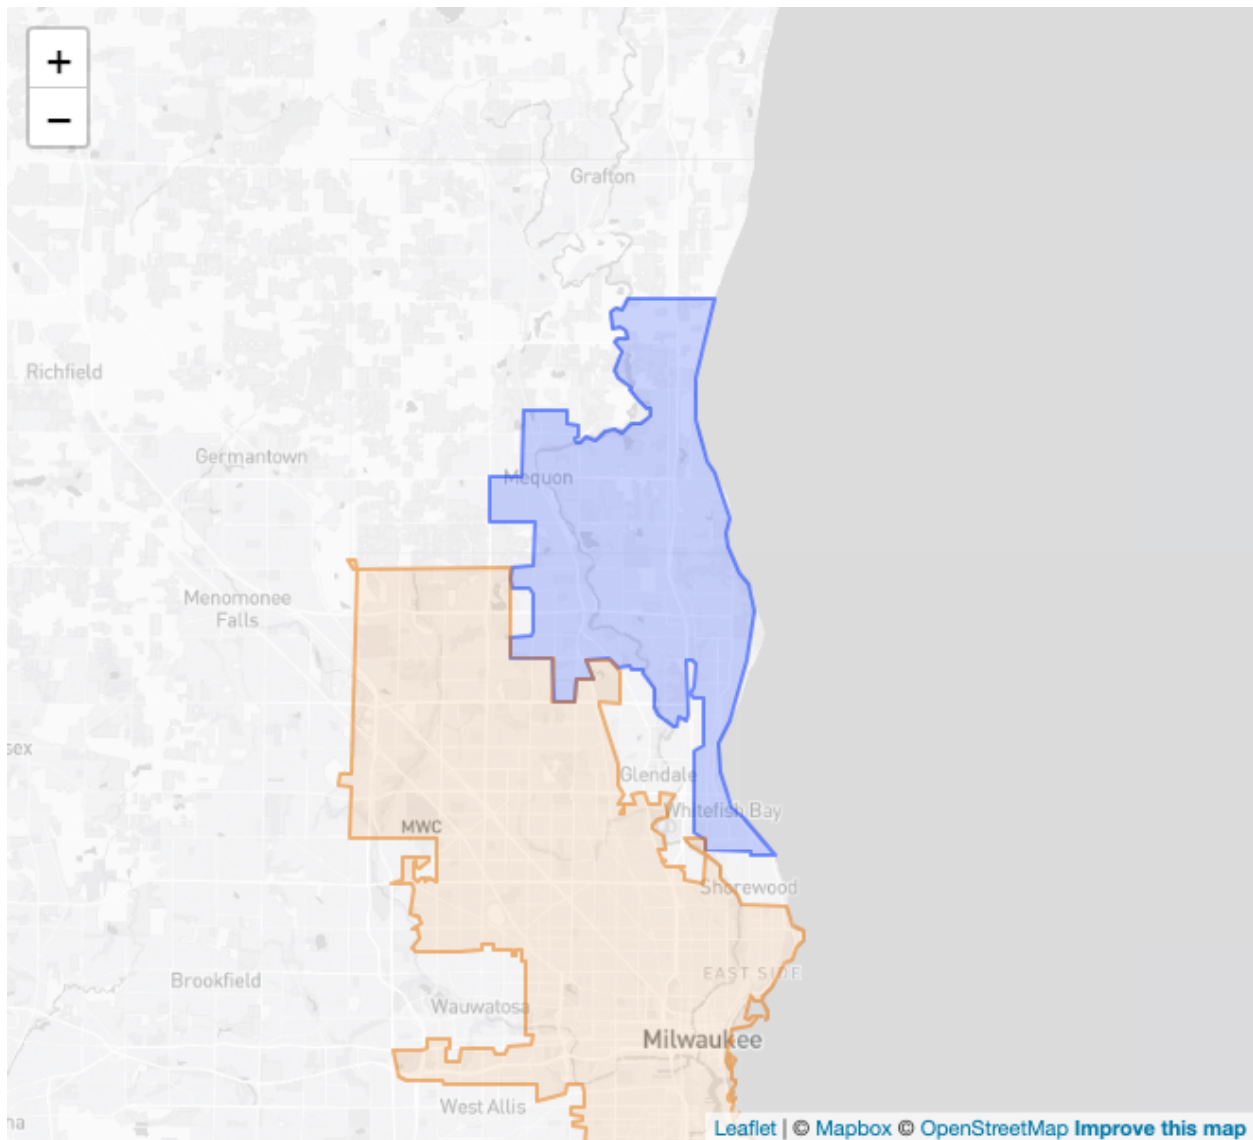 +
−
Grafton
Richfield
Germantown
Mequon
Menomonee
Falls
sex
Glendale
Whitefish Bay
MWC
Shorewood
EAST SIDE
Brookfield
Wauwatosa
Milwaukee
West Allis
na
Leaflet | © Mapbox © OpenStreetMap Improve this map